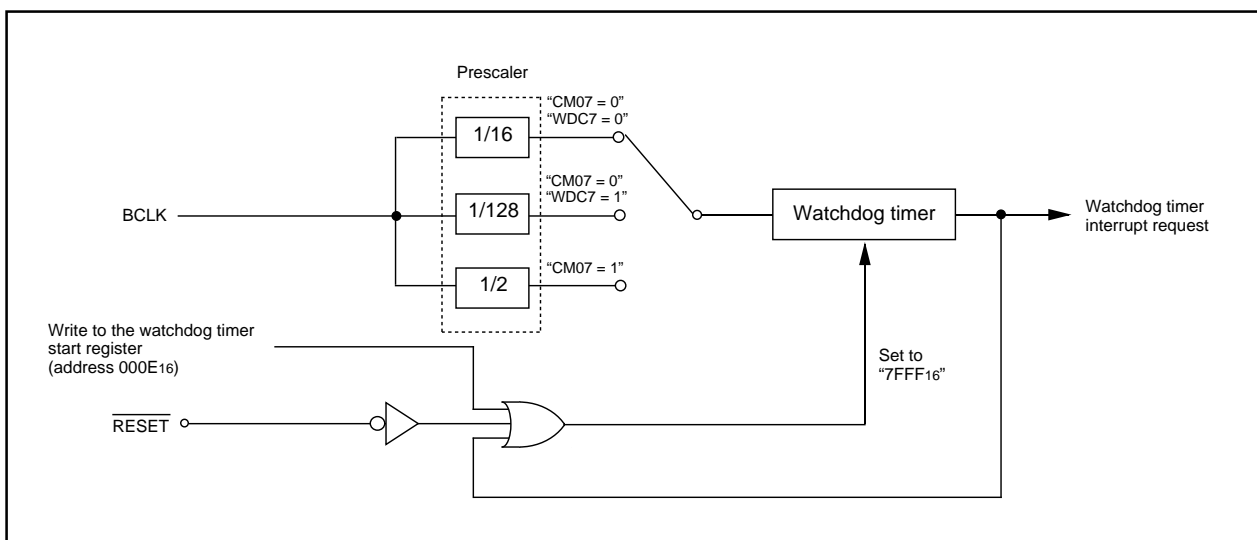 Prescaler
“CM07 = 0”
“WDC7 = 0”
1/16
“CM07 = 0”
“WDC7 = 1”
BCLK
1/128
Watchdog timer
Watchdog timer
interrupt request
“CM07 = 1”
1/2
Write to the watchdog timer
start register
(address 000E16)
Set to
“7FFF16”
RESET